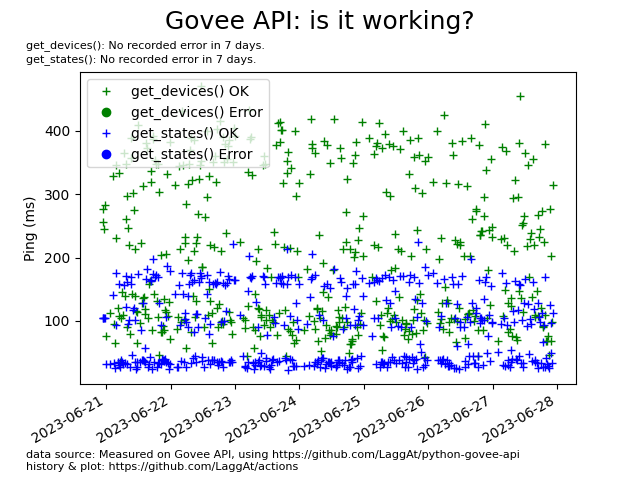 Govee API: is it working?
get_devices(): No recorded error in 7 days.
get_states(): No recorded error in 7 days.
get_devices() OK
get_devices() Error
get_states() OK
get_states() Error
Ping (ms)
400
300
200
100
2023-06-21
2023-06-22
2023-06-23
2023-06-24
2023-06-25
2023-06-26
2023-06-27
2023-06-28
data source: Measured on Govee API, using https://github.com/LaggAt/python-govee-api
history & plot: https://github.com/LaggAt/actions